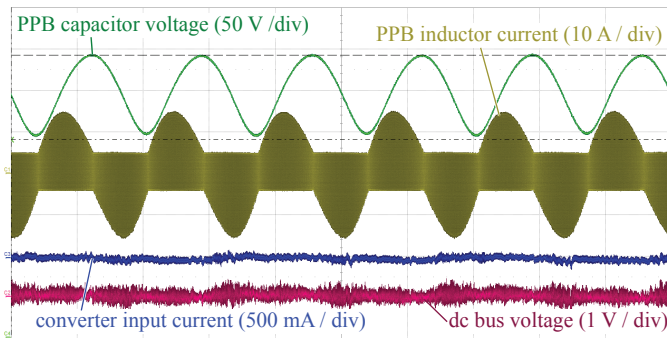 PPB capacitor voltage (50 V /div)
PPB inductor current (10 A / div)
converter input current (500 mA / div)
dc bus voltage (1 V / div)